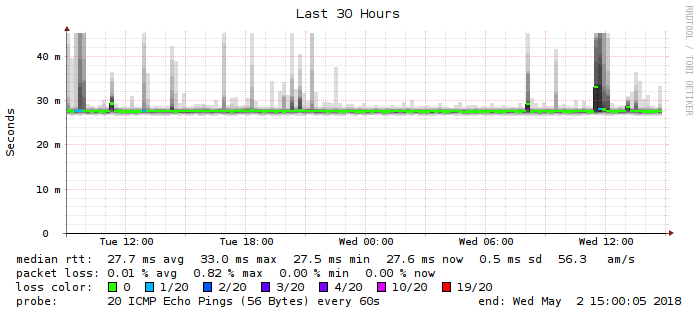 Last 30 Hours
RRDTOOL / TOBI OETIKER
Seconds
40 m
30 m
20 m
10 m
0
Tue 12:00 Tue 18:00 Wed 00:00 Wed 06:00 Wed 12:00
median rtt: 27.7 ms avg 33.0 ms max 27.5 ms min 27.6 ms now 0.5 ms sd 56.3 am/s
packet loss: 0.01 % avg 0.82 % max 0.00 % min 0.00 % now
loss color: 0 1/20 2/20 3/20 4/20 10/20 19/20
probe: 20 ICMP Echo Pings (56 Bytes) every 60s end: Wed May 2 15:00:05 2018